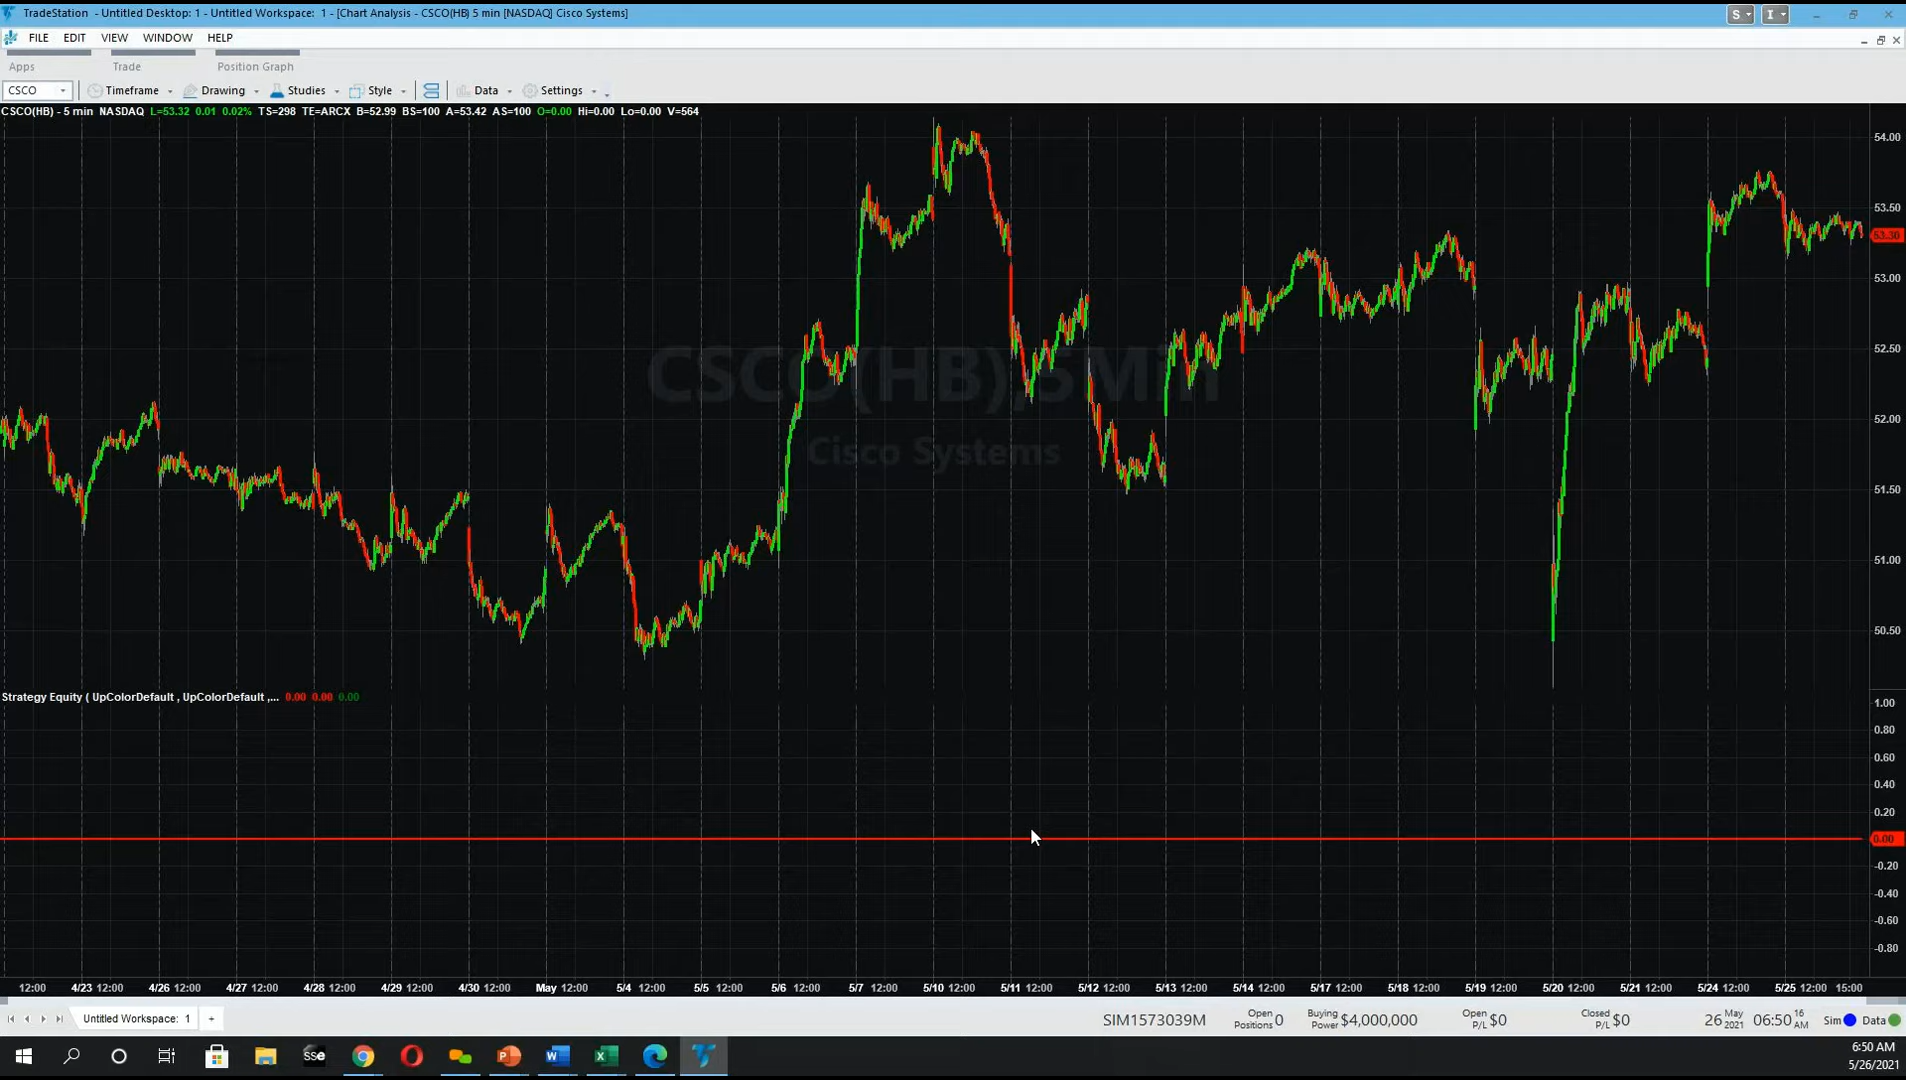 TradeStation - Untitled Desktop: 1 - Untitled Workspace: 1 - [Chart Analysis - CSCO(HB) 5 min [NASDAQ] Cisco Systems]
S I
FILE EDIT VIEW WINDOW HELP
Apps Trade Position Graph
CSCO Timeframe Drawing Studies Style Data Settings
CSCO(HB) - 5 min NASDAQ L=53.32 0.01 0.02% TS=298 TE=ARCX B=52.99 BS=100 A=53.42 AS=100 O=0.00 Hi=0.00 Lo=0.00 V=564
54.00
53.50
53.30
53.00
52.50
CSCO(HB),5Min
52.00
Cisco Systems
51.50
51.00
50.50
Strategy Equity ( UpColorDefault , UpColorDefault ,... 0.00 0.00 0.00
1.00
0.80
0.60
0.40
0.20
0.00
-0.20
-0.40
-0.60
-0.80
12:00 4/23 12:00 4/26 12:00 4/27 12:00 4/28 12:00 4/29 12:00 4/30 12:00 May 12:00 5/4 12:00 5/5 12:00 5/6 12:00 5/7 12:00 5/10 12:00 5/11 12:00 5/12 12:00 5/13 12:00 5/14 12:00 5/17 12:00 5/18 12:00 5/19 12:00 5/20 12:00 5/21 12:00 5/24 12:00 5/25 12:00 15:00
Untitled Workspace: 1 +
SIM1573039M
Open Positions 0
Buying Power $4,000,000
Open P/L $0
Closed P/L $0
26 May 2021
06:50 16 AM
Sim Data
SSe
6:50 AM
5/26/2021